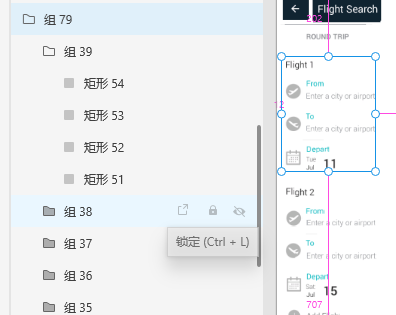 组 79
组 39
矩形 54
矩形 53
矩形 52
矩形 51
组 38
组 37
锁定 (Ctrl + L)
组 36
组 35
Flight Search
202
ROUND TRIP
Flight 1
From
Enter a city or airport
12
To
Enter a city or airport
Depart
Tue
Jul
11
Flight 2
From
Enter a city or airport
To
Enter a city or airport
Depart
Sat
Jul
15
707